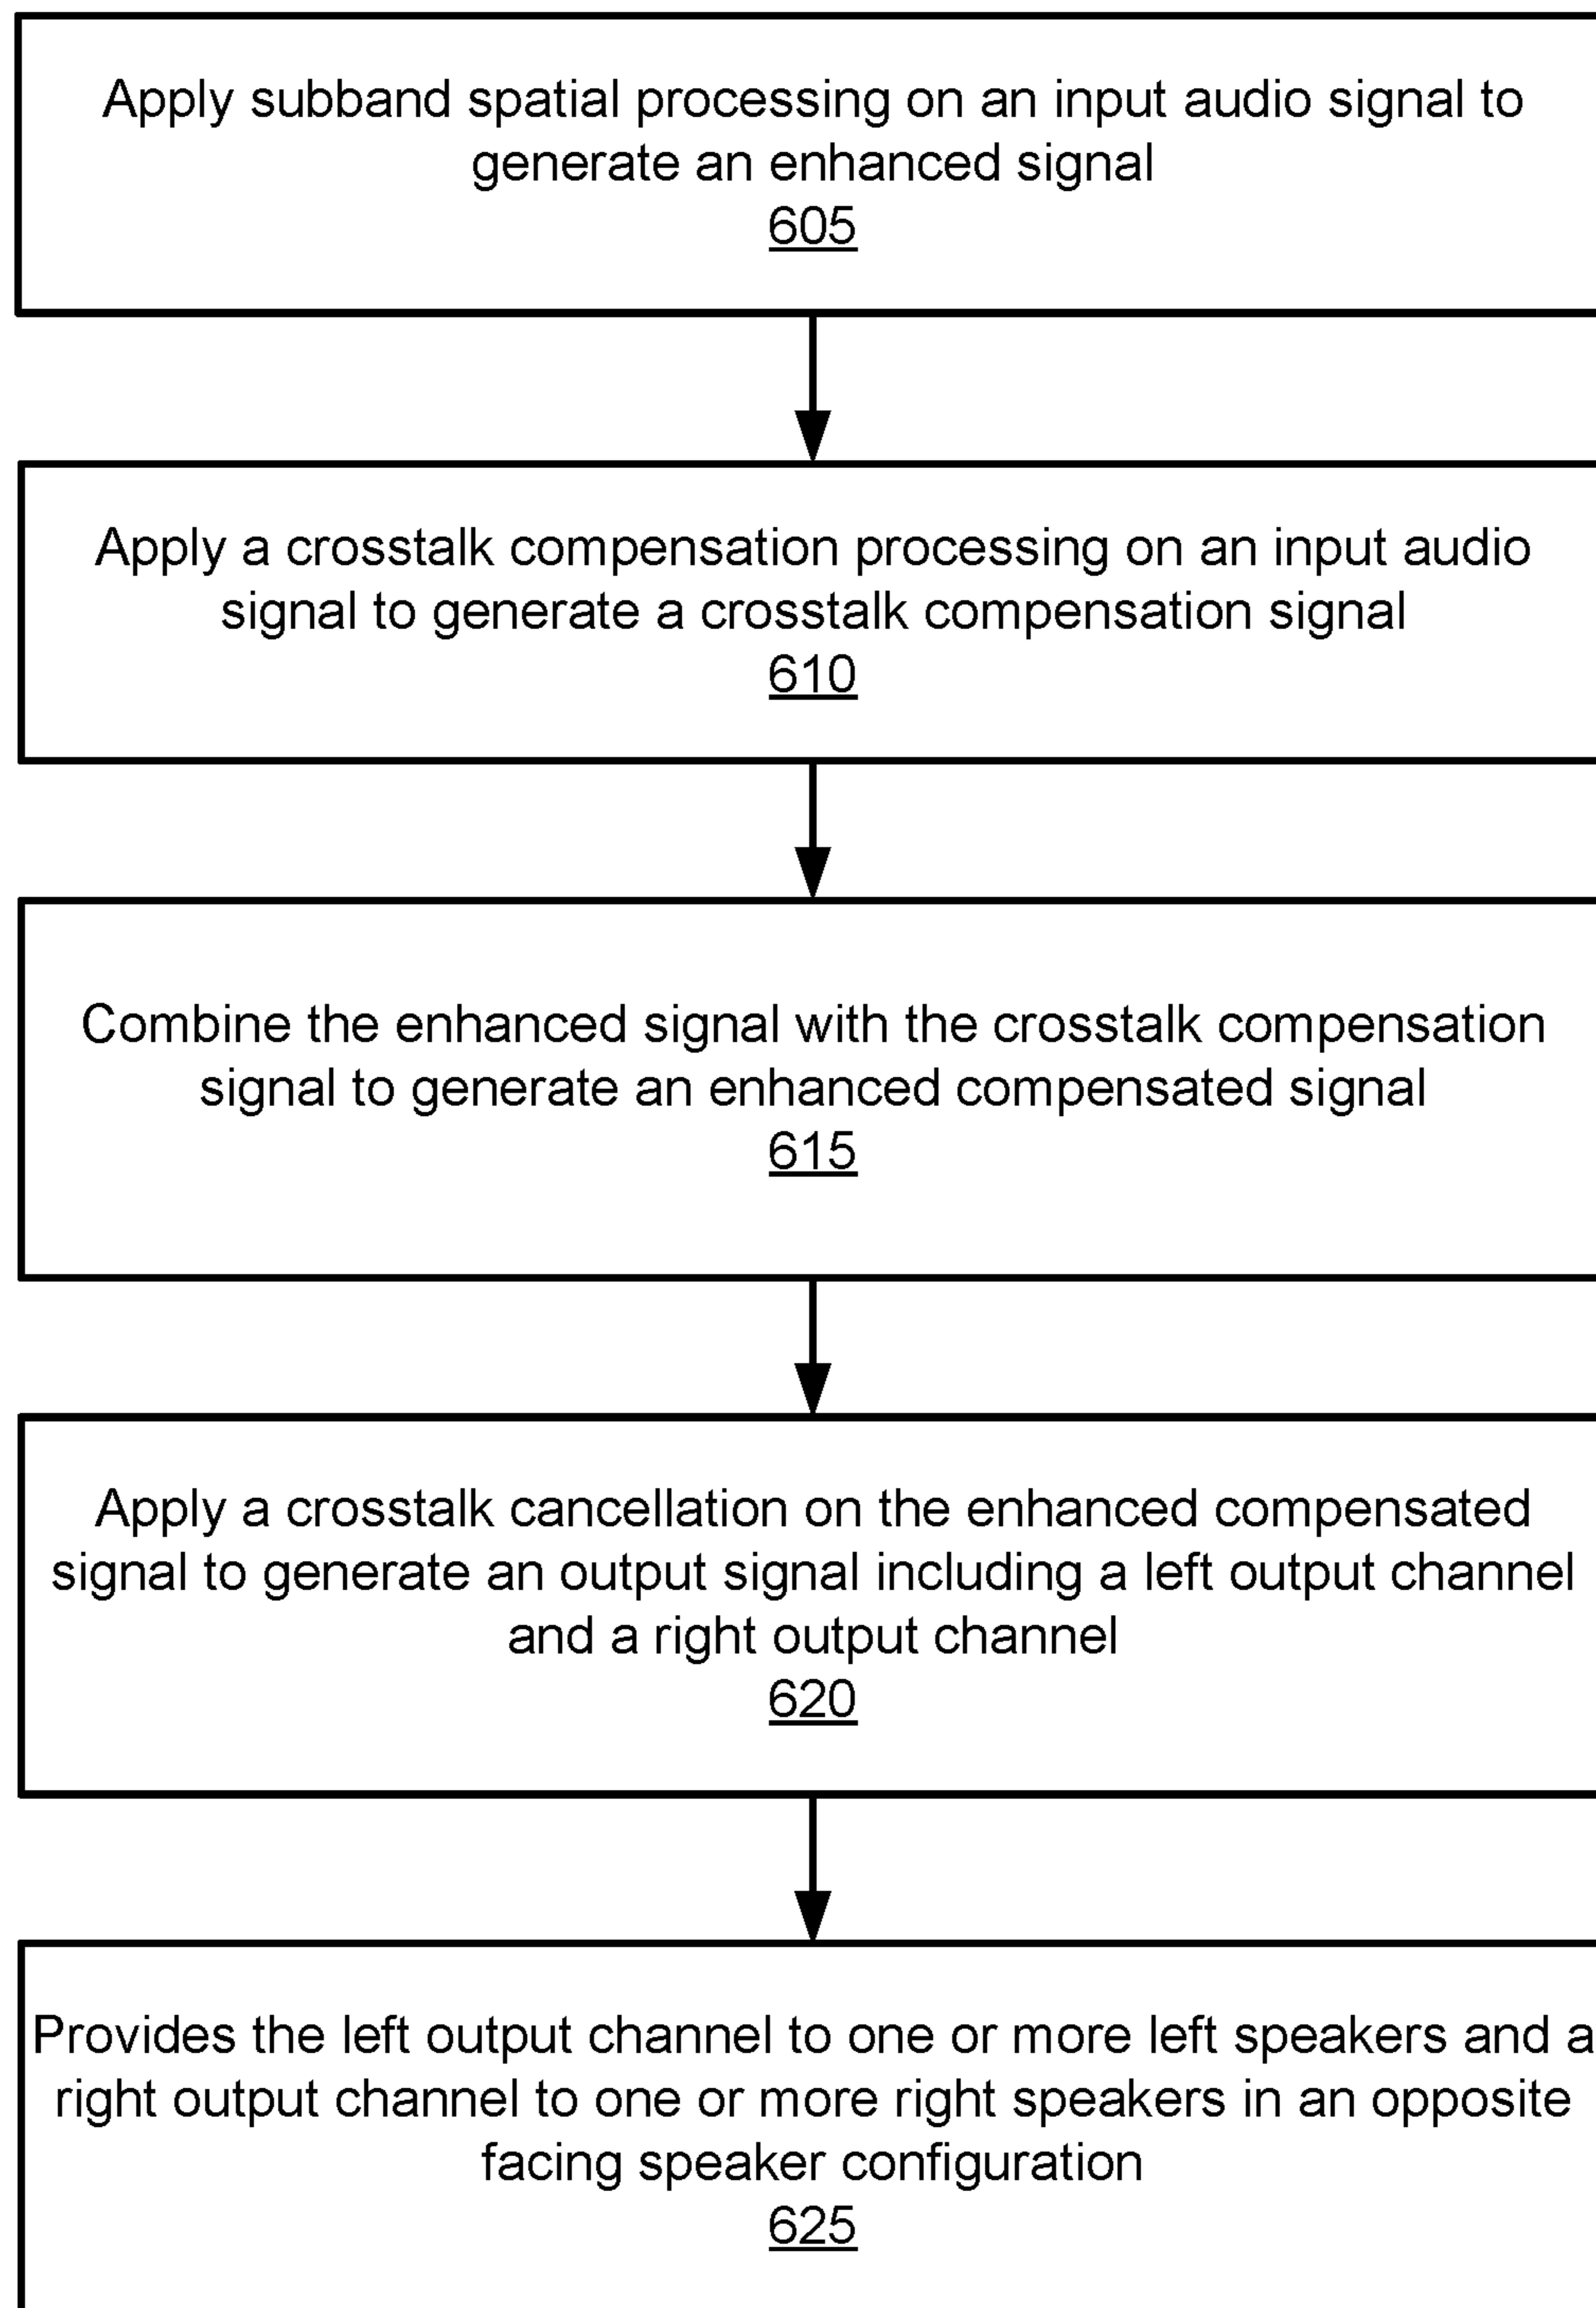 Apply subband spatial processing on an input audio signal to
generate an enhanced signal
605
Apply a crosstalk compensation processing on an input audio
signal to generate a crosstalk compensation signal
610
Combine the enhanced signal with the crosstalk compensation
signal to generate an enhanced compensated signal
615
Apply a crosstalk cancellation on the enhanced compensated
signal to generate an output signal including a left output channel
and a right output channel
620
Provides the left output channel to one or more left speakers and a
right output channel to one or more right speakers in an opposite
facing speaker configuration
625